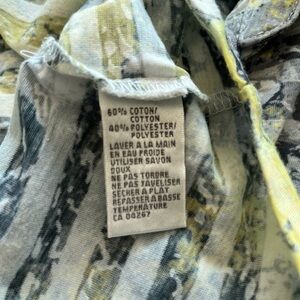 60% COTON/
COTTON
40% POLYESTER/
POLYESTER
LAVER A LA MAIN
EN EAU FROIDE
UTILISER SAVON
DOUX
NE PAS TORDRE
NE PAS JAVELISER
SECHER A PLAT
REPASSER A BASSE
TEMPERATURE
CA 04267